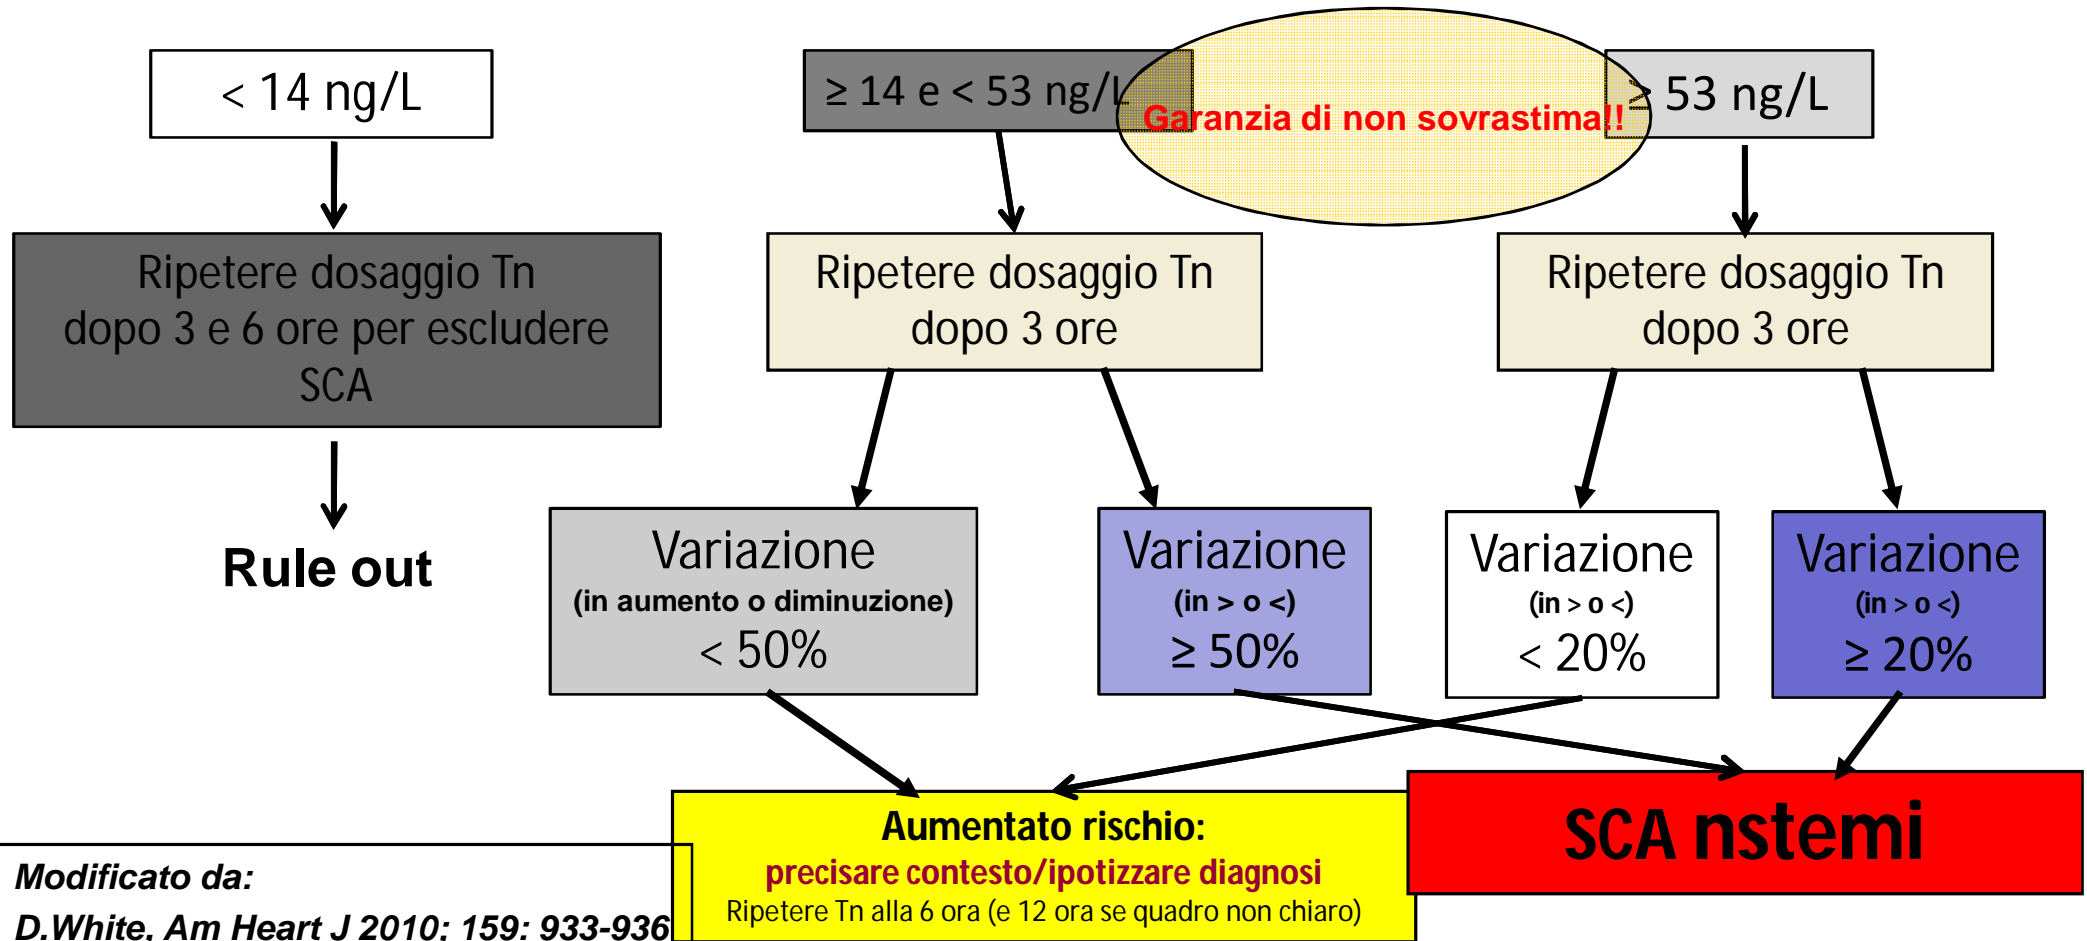 < 14 ng/L
≥ 14 e < 53 ng/L
Garanzia di non sovrastima!!
≥ 53 ng/L
Ripetere dosaggio Tn
dopo 3 e 6 ore per escludere
SCA
Ripetere dosaggio Tn
dopo 3 ore
Ripetere dosaggio Tn
dopo 3 ore
Rule out
Variazione
(in aumento o diminuzione)
< 50%
Variazione
(in > o <)
≥ 50%
Variazione
(in > o <)
< 20%
Variazione
(in > o <)
≥ 20%
Aumentato rischio:
precisare contesto/ipotizzare diagnosi
Ripetere Tn alla 6 ora (e 12 ora se quadro non chiaro)
SCA nstemi
Modificato da:
D.White, Am Heart J 2010; 159: 933-936